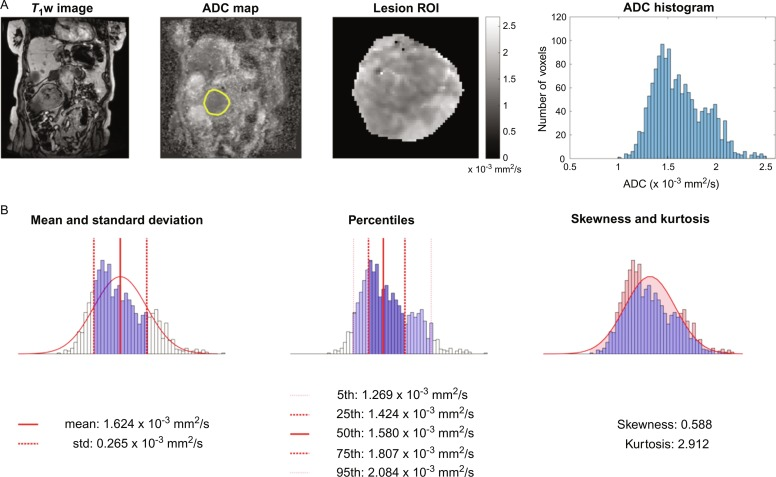 A
T1w image
ADC map
Lesion ROI
ADC histogram
2.5
2
1.5
1
0.5
0
x 10-3 mm2/s
Number of voxels
120
100
80
60
40
20
0
0.5 1 1.5 2 2.5
ADC (x 10-3 mm2/s)
B
Mean and standard deviation
Percentiles
Skewness and kurtosis
mean: 1.624 x 10-3 mm2/s
std: 0.265 x 10-3 mm2/s
5th: 1.269 x 10-3 mm2/s
25th: 1.424 x 10-3 mm2/s
50th: 1.580 x 10-3 mm2/s
75th: 1.807 x 10-3 mm2/s
95th: 2.084 x 10-3 mm2/s
Skewness: 0.588
Kurtosis: 2.912